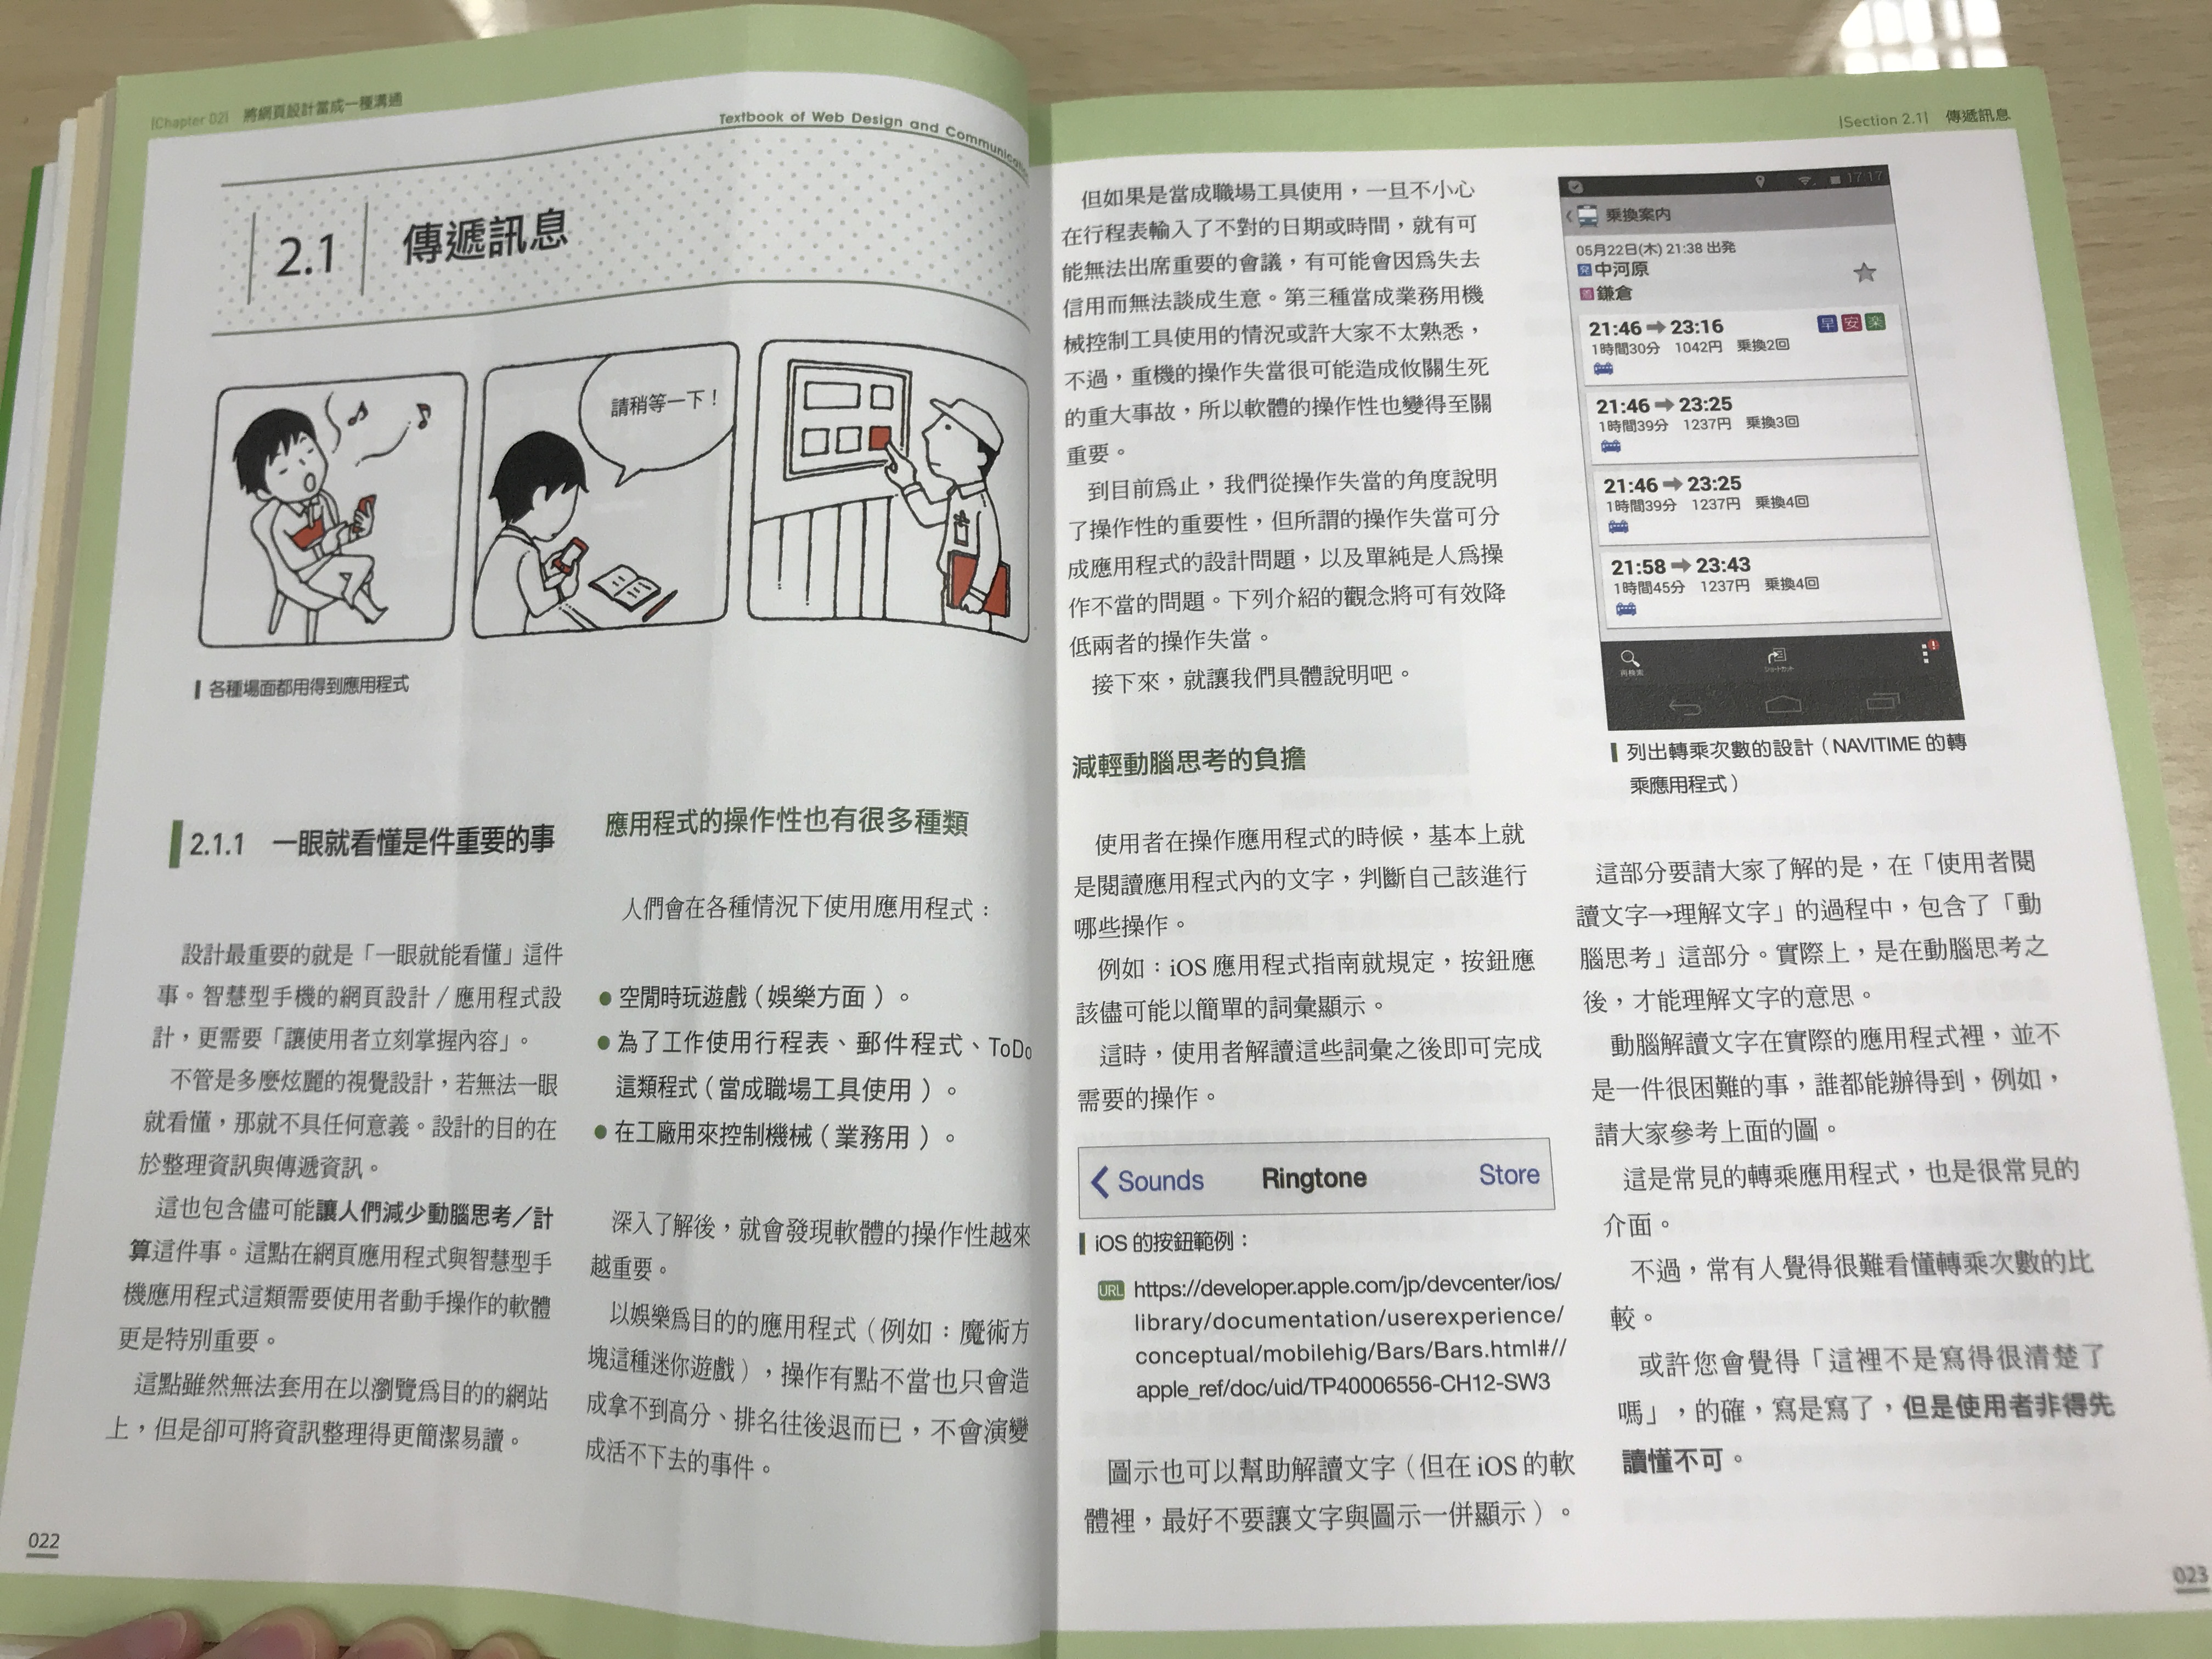 |Chapter 02| 將網頁設計當成一種溝通
Textbook of Web Design and
2.1 傳遞訊息
請稍等一下！
各種場面都用得到應用程式
2.1.1 一眼就看懂是件重要的事
設計最重要的就是「一眼就能看懂」這件
事。智慧型手機的網頁設計／應用程式設
計，更需要「讓使用者立刻掌握內容」。
不管是多麼炫麗的視覺設計，若無法一眼
就看懂，那就不具任何意義。設計的目的在
於整理資訊與傳遞資訊。
這也包含儘可能讓人們減少動腦思考／計
算這件事。這點在網頁應用程式與智慧型手
機應用程式這類需要使用者動手操作的軟體
更是特別重要。
這點雖然無法套用在以瀏覽為目的的網站
上，但是卻可將資訊整理得更簡潔易讀。
應用程式的操作性也有很多種類
人們會在各種情況下使用應用程式：
● 空閒時玩遊戲（娛樂方面）。
● 為了工作使用行程表、郵件程式、ToDo
這類程式（當成職場工具使用）。
● 在工廠用來控制機械（業務用）。
深入了解後，就會發現軟體的操作性越來
越重要。
以娛樂為目的的應用程式（例如：魔術方
塊這種迷你遊戲），操作有點不當也只會造
成拿不到高分、排名往後退而已，不會演變
成活不下去的事件。
022
|Section 2.1| 傳遞訊息
但如果是當成職場工具使用，一旦不小心
在行程表輸入了不對的日期或時間，就有可
能無法出席重要的會議，有可能會因為失去
信用而無法談成生意。第三種當成業務用機
械控制工具使用的情況或許大家不太熟悉，
不過，重機的操作失當很可能造成攸關生死
的重大事故，所以軟體的操作性也變得至關
重要。
到目前為止，我們從操作失當的角度說明
了操作性的重要性，但所謂的操作失當可分
成應用程式的設計問題，以及單純是人為操
作不當的問題。下列介紹的觀念將可有效降
低兩者的操作失當。
接下來，就讓我們具體說明吧。
減輕動腦思考的負擔
使用者在操作應用程式的時候，基本上就
是閱讀應用程式內的文字，判斷自己該進行
哪些操作。
例如：iOS 應用程式指南就規定，按鈕應
該儘可能以簡單的詞彙顯示。
這時，使用者解讀這些詞彙之後即可完成
需要的操作。
Sounds Ringtone Store
iOS 的按鈕範例：
URL https://developer.apple.com/jp/devcenter/ios/
library/documentation/userexperience/
conceptual/mobilehig/Bars/Bars.html#//
apple_ref/doc/uid/TP40006556-CH12-SW3
圖示也可以幫助解讀文字（但在 iOS 的軟
體裡，最好不要讓文字與圖示一併顯示）。
17:17
乗換案内
05月22日(木) 21:38 出発
発 中河原
着 鎌倉
21:46 ➡ 23:16 早 安 楽
1時間30分 1042円 乗換2回
21:46 ➡ 23:25
1時間39分 1237円 乗換3回
21:46 ➡ 23:25
1時間39分 1237円 乗換4回
21:58 ➡ 23:43
1時間45分 1237円 乗換4回
再検索 ショートカット
列出轉乘次數的設計（NAVITIME 的轉
乘應用程式）
這部分要請大家了解的是，在「使用者閱
讀文字→理解文字」的過程中，包含了「動
腦思考」這部分。實際上，是在動腦思考之
後，才能理解文字的意思。
動腦解讀文字在實際的應用程式裡，並不
是一件很困難的事，誰都能辦得到，例如，
請大家參考上面的圖。
這是常見的轉乘應用程式，也是很常見的
介面。
不過，常有人覺得很難看懂轉乘次數的比
較。
或許您會覺得「這裡不是寫得很清楚了
嗎」，的確，寫是寫了，但是使用者非得先
讀懂不可。
023